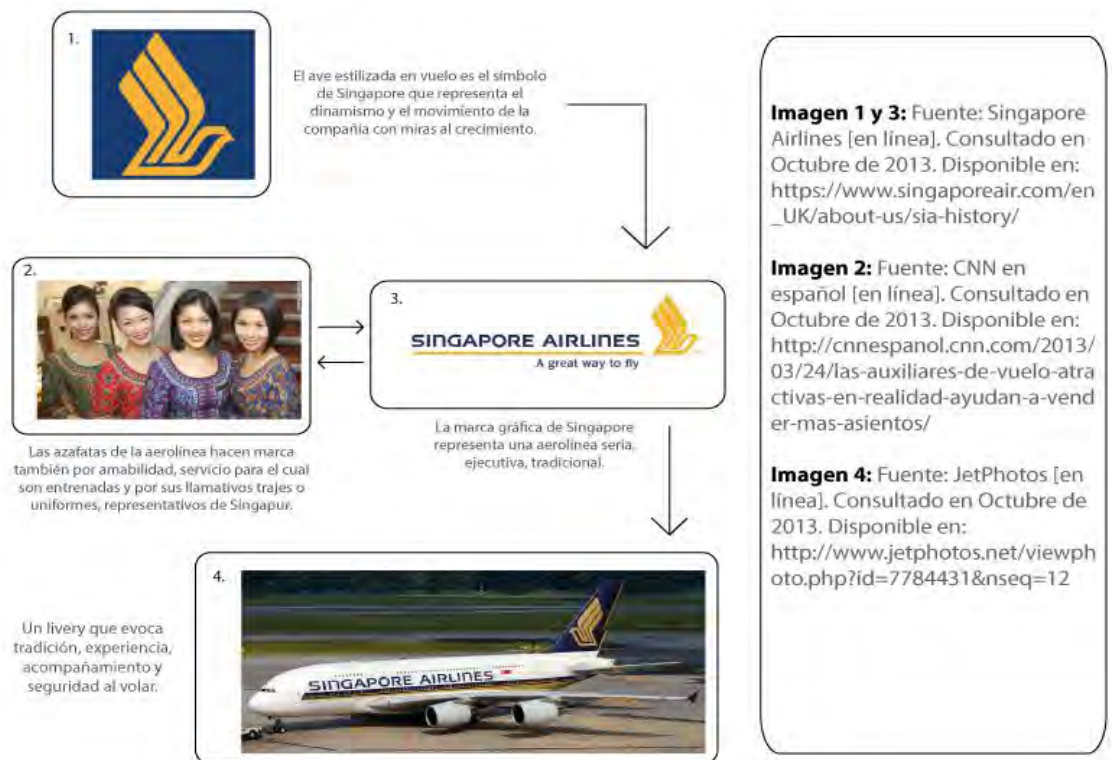 1.
El ave estilizada en vuelo es el símbolo
de Singapore que representa el
dinamismo y el movimiento de la
compañía con miras al crecimiento.
2.
Las azafatas de la aerolínea hacen marca
también por amabilidad, servicio para el cual
son entrenadas y por sus llamativos trajes o
uniformes, representativos de Singapur.
3.
SINGAPORE AIRLINES
A great way to fly
La marca gráfica de Singapore
representa una aerolínea seria,
ejecutiva, tradicional.
4.
SINGAPORE AIRLINES
Un livery que evoca
tradición, experiencia,
acompañamiento y
seguridad al volar.
Imagen 1 y 3: Fuente: Singapore
Airlines [en línea]. Consultado en
Octubre de 2013. Disponible en:
https://www.singaporeair.com/en
_UK/about-us/sia-history/
Imagen 2: Fuente: CNN en
español [en línea]. Consultado en
Octubre de 2013. Disponible en:
http://cnnespanol.cnn.com/2013/
03/24/las-auxiliares-de-vuelo-atra
ctivas-en-realidad-ayudan-a-vend
er-mas-asientos/
Imagen 4: Fuente: JetPhotos [en
línea]. Consultado en Octubre de
2013. Disponible en:
http://www.jetphotos.net/viewph
oto.php?id=7784431&nseq=12